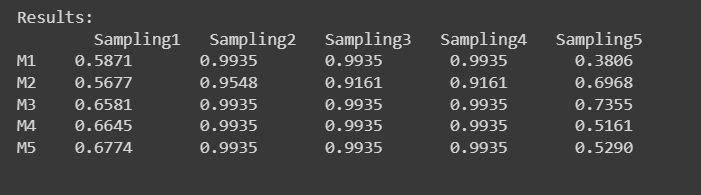 Results:
Sampling1 Sampling2 Sampling3 Sampling4 Sampling5
M1 0.5871 0.9935 0.9935 0.9935 0.3806
M2 0.5677 0.9548 0.9161 0.9161 0.6968
M3 0.6581 0.9935 0.9935 0.9935 0.7355
M4 0.6645 0.9935 0.9935 0.9935 0.5161
M5 0.6774 0.9935 0.9935 0.9935 0.5290